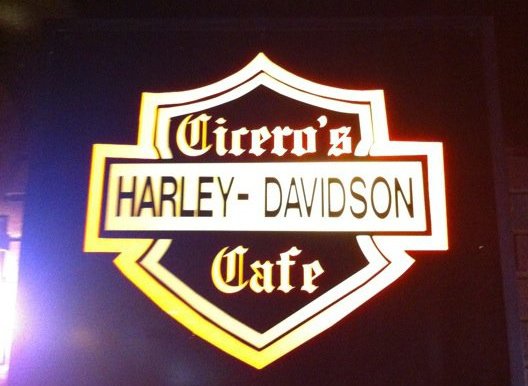 Cicero's
HARLEY- DAVIDSON
Cafe